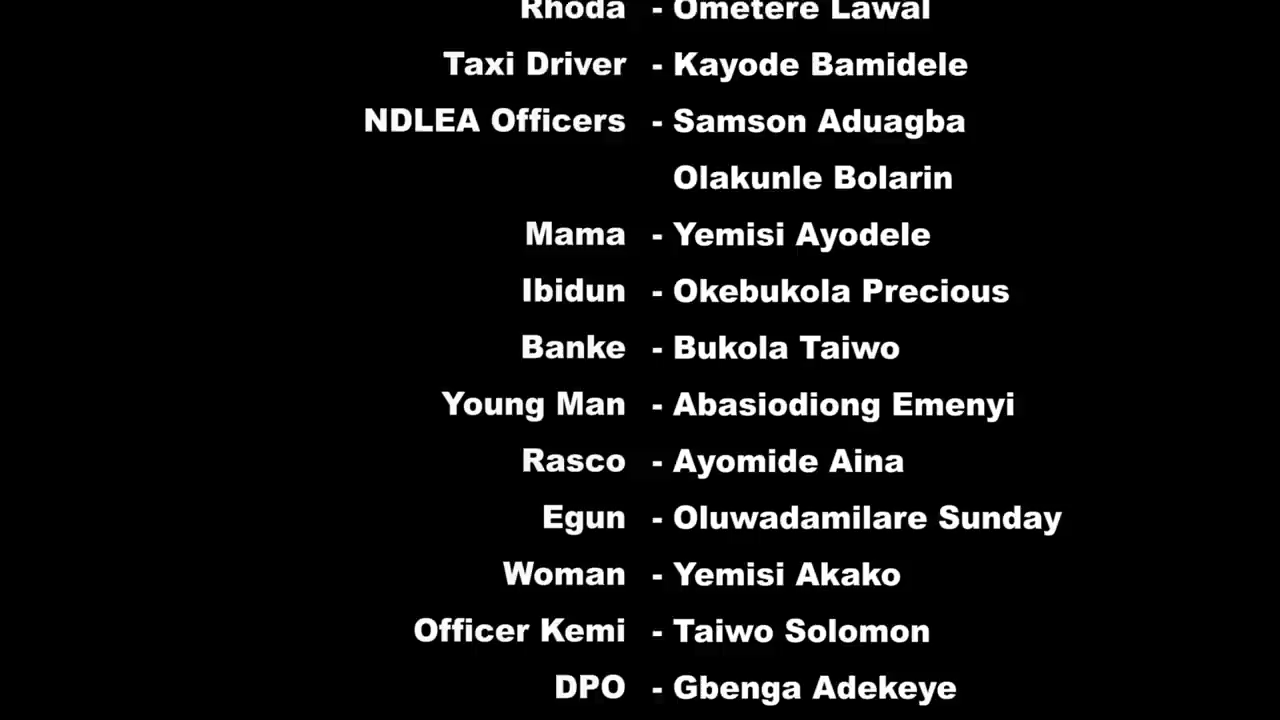 Rhoda - Ometere Lawal
Taxi Driver - Kayode Bamidele
NDLEA Officers - Samson Aduagba
Olakunle Bolarin
Mama - Yemisi Ayodele
Ibidun - Okebukola Precious
Banke - Bukola Taiwo
Young Man - Abasiodiong Emenyi
Rasco - Ayomide Aina
Egun - Oluwadamilare Sunday
Woman - Yemisi Akako
Officer Kemi - Taiwo Solomon
DPO - Gbenga Adekeye